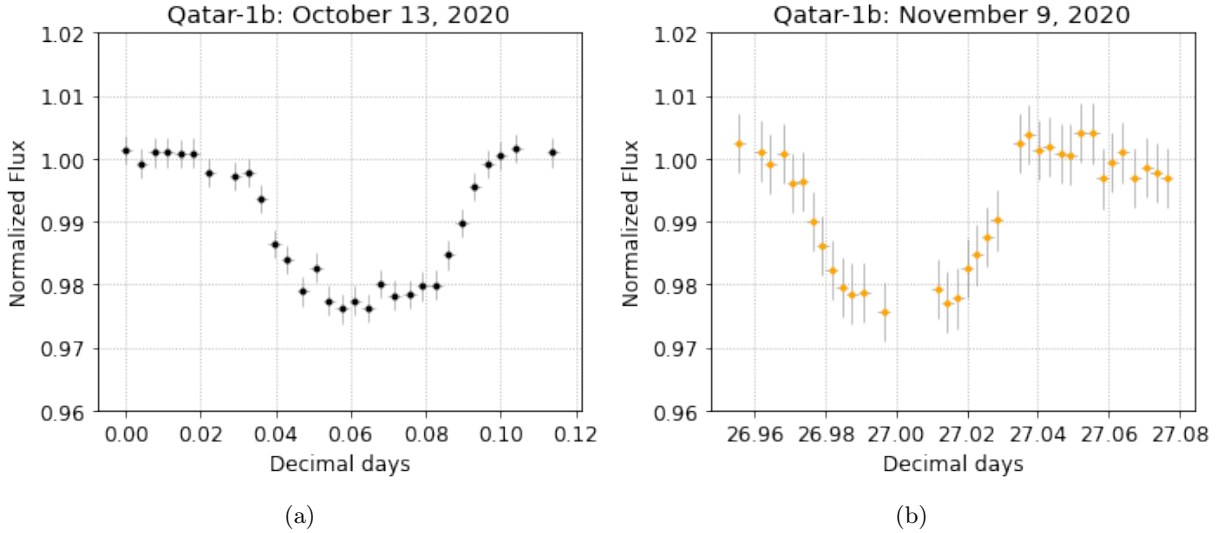 Qatar-1b: October 13, 2020
1.02
1.01
1.00
0.99
0.98
0.97
0.96
Normalized Flux
0.00 0.02 0.04 0.06 0.08 0.10 0.12
Decimal days
(a)
Qatar-1b: November 9, 2020
1.02
1.01
1.00
0.99
0.98
0.97
0.96
Normalized Flux
26.96 26.98 27.00 27.02 27.04 27.06 27.08
Decimal days
(b)